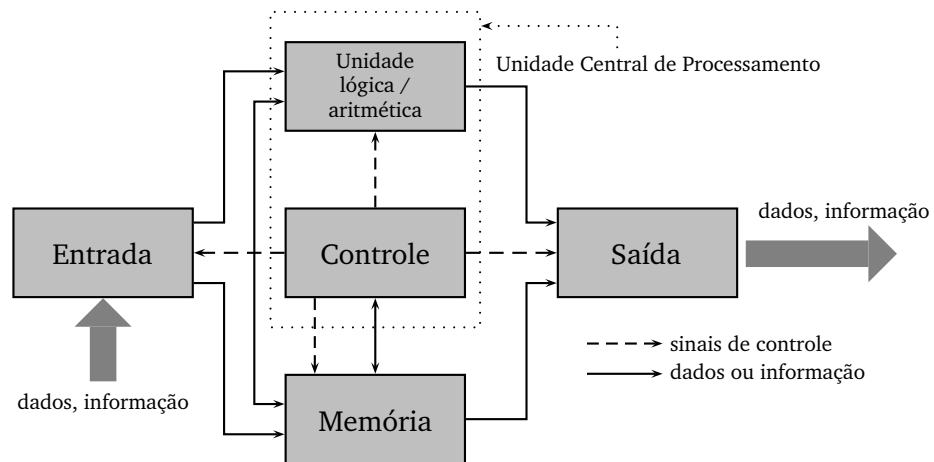 Unidade
lógica /
aritmética
Unidade Central de Processamento
Entrada
Controle
Saída
dados, informação
dados, informação
Memória
sinais de controle
dados ou informação